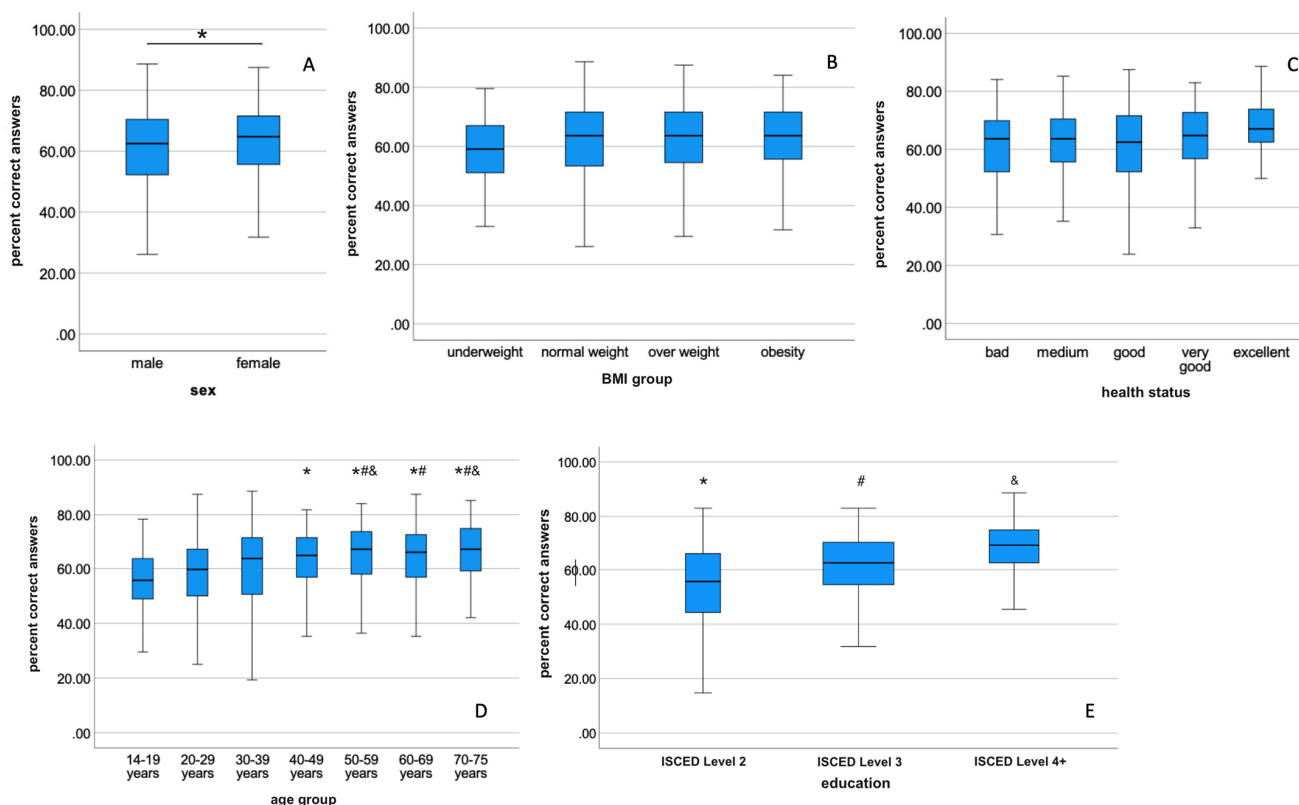 100.00
80.00
60.00
40.00
20.00
.00
percent correct answers
*
A
male female
sex
100.00
80.00
60.00
40.00
20.00
.00
percent correct answers
B
underweight normal weight over weight obesity
BMI group
100.00
80.00
60.00
40.00
20.00
.00
percent correct answers
C
bad medium good very good excellent
health status
100.00
80.00
60.00
40.00
20.00
.00
percent correct answers
* *#& *# *#&
D
14-19 20-29 30-39 40-49 50-59 60-69 70-75
years years years years years years years
age group
100.00
80.00
60.00
40.00
20.00
.00
percent correct answers
* # &
E
ISCED Level 2 ISCED Level 3 ISCED Level 4+
education